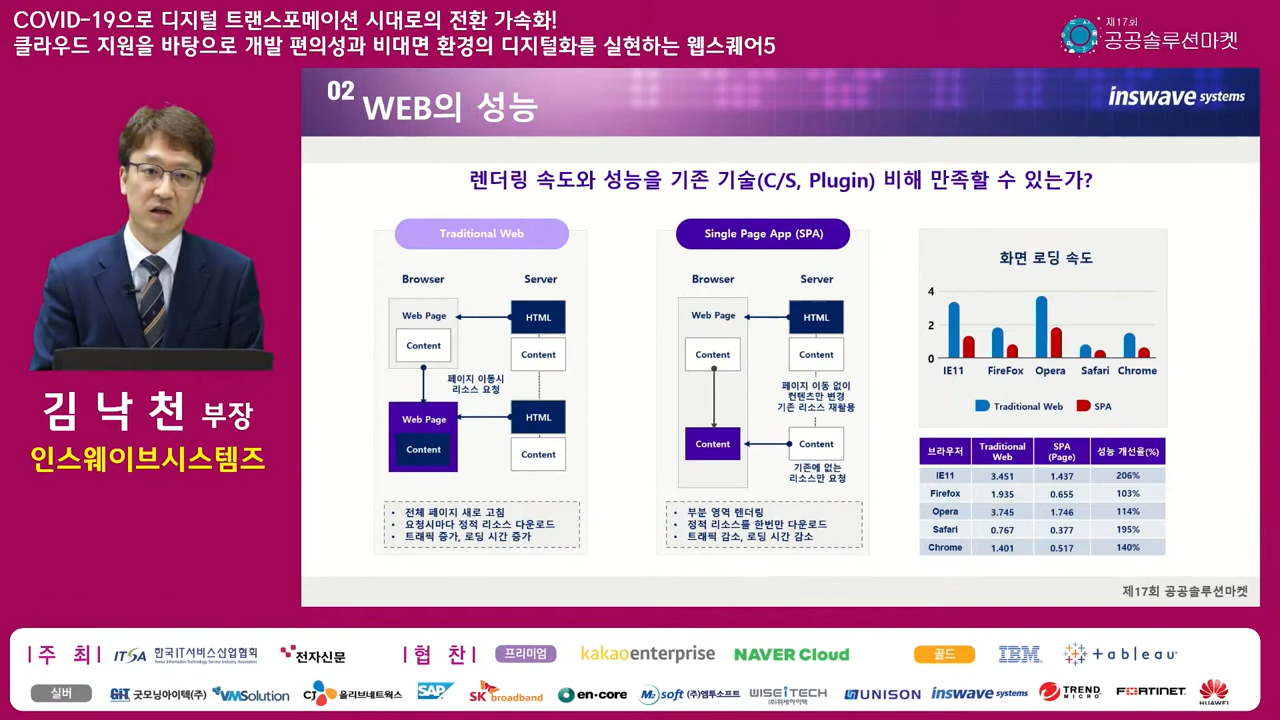 COVID-19으로 디지털 트랜스포메이션 시대로의 전환 가속화!
클라우드 지원을 바탕으로 개발 편의성과 비대면 환경의 디지털화를 실현하는 웹스퀘어5
제17회
공공솔루션마켓
02 WEB의 성능
inswave systems
렌더링 속도와 성능을 기존 기술(C/S, Plugin) 비해 만족할 수 있는가?
Traditional Web
Browser Server
Web Page HTML
Content Content
페이지 이동시
리소스 요청
Web Page HTML
Content Content
• 전체 페이지 새로 고침
• 요청시마다 정적 리소스 다운로드
• 트래픽 증가, 로딩 시간 증가
Single Page App (SPA)
Browser Server
Web Page HTML
Content Content
페이지 이동 없이
컨텐츠만 변경
기존 리소스 재활용
Content Content
기존에 없는
리소스만 요청
• 부분 영역 렌더링
• 정적 리소스를 한번만 다운로드
• 트래픽 감소, 로딩 시간 감소
화면 로딩 속도
4
2
0
IE11 FireFox Opera Safari Chrome
Traditional Web SPA
브라우저 Traditional Web SPA (Page) 성능 개선율(%)
IE11 3.451 1.437 206%
Firefox 1.935 0.655 103%
Opera 3.745 1.746 114%
Safari 0.767 0.377 195%
Chrome 1.401 0.517 140%
제17회 공공솔루션마켓
김 낙 천 부장
인스웨이브시스템즈
|주 최| ITSA 한국IT서비스산업협회 Korea Information Technology Service Industry Association 전자신문 |협 찬| 프리미엄 kakaoenterprise NAVER Cloud 골드 IBM +ableau
실버 GIT 굿모닝아이텍(주) VMSolution CJ 올리브네트웍스 SAP SK broadband en-core M2soft (주)엠투소프트 WISEiTECH (주)위세아이텍 UNISON inswave systems TREND MICRO FORTINET HUAWEI